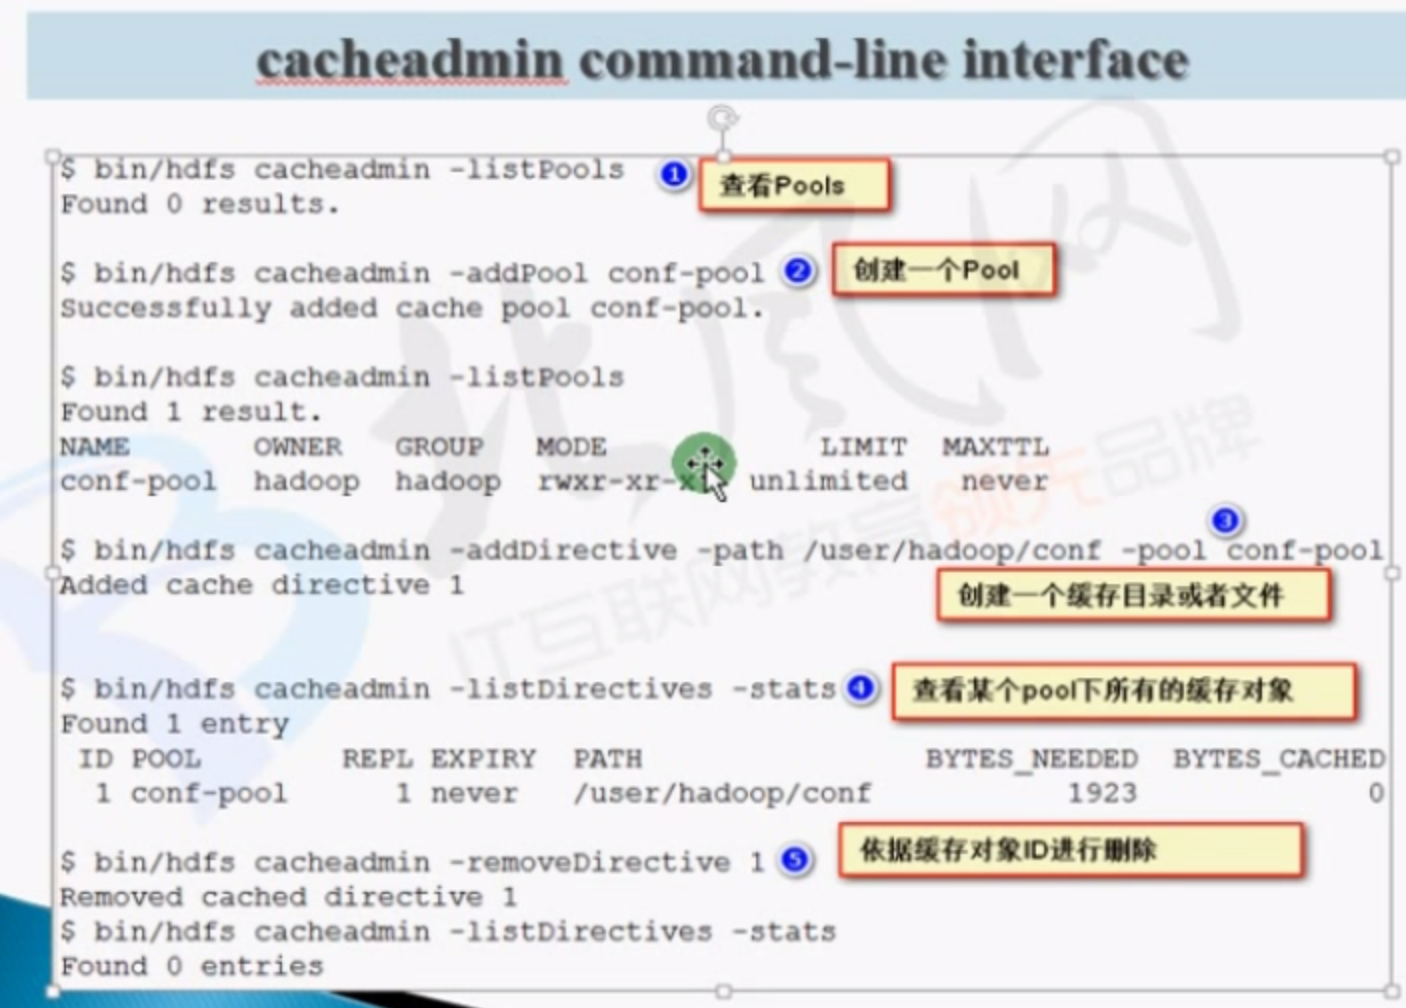 cacheadmin command-line interface
$ bin/hdfs cacheadmin -listPools ① 查看Pools
Found 0 results.
$ bin/hdfs cacheadmin -addPool conf-pool ② 创建一个Pool
Successfully added cache pool conf-pool.
$ bin/hdfs cacheadmin -listPools
Found 1 result.
NAME OWNER GROUP MODE LIMIT MAXTTL
conf-pool hadoop hadoop rwxr-xr-x unlimited never
③
$ bin/hdfs cacheadmin -addDirective -path /user/hadoop/conf -pool conf-pool
Added cache directive 1
创建一个缓存目录或者文件
$ bin/hdfs cacheadmin -listDirectives -stats ④ 查看某个pool下所有的缓存对象
Found 1 entry
ID POOL REPL EXPIRY PATH BYTES_NEEDED BYTES_CACHED
1 conf-pool 1 never /user/hadoop/conf 1923 0
$ bin/hdfs cacheadmin -removeDirective 1 ⑤ 依据缓存对象ID进行删除
Removed cached directive 1
$ bin/hdfs cacheadmin -listDirectives -stats
Found 0 entries
北风网
IT互联网教育领先品牌